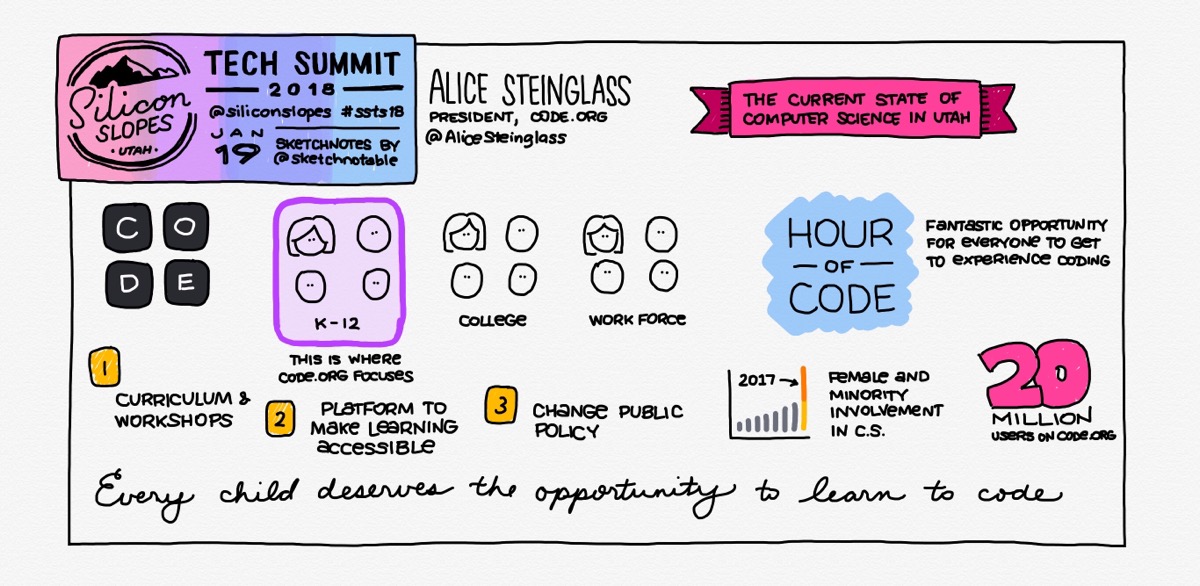 Silicon
SLOPES
• UTAH •
TECH SUMMIT
2018
@siliconslopes #ssts18
JAN
19
SKETCHNOTES BY
@sketchnotable
ALICE STEINGLASS
PRESIDENT, CODE.ORG
@AliceSteinglass
THE CURRENT STATE OF
COMPUTER SCIENCE IN UTAH
C O
D E
K-12
THIS IS WHERE
CODE.ORG FOCUSES
COLLEGE
WORK FORCE
HOUR
— OF —
CODE
FANTASTIC OPPORTUNITY
FOR EVERYONE TO GET
TO EXPERIENCE CODING
1
CURRICULUM &
WORKSHOPS
2
PLATFORM TO
MAKE LEARNING
ACCESSIBLE
3
CHANGE PUBLIC
POLICY
2017→
FEMALE AND
MINORITY
INVOLVEMENT
IN C.S.
20
MILLION
USERS ON CODE.ORG
Every child deserves the opportunity to learn to code